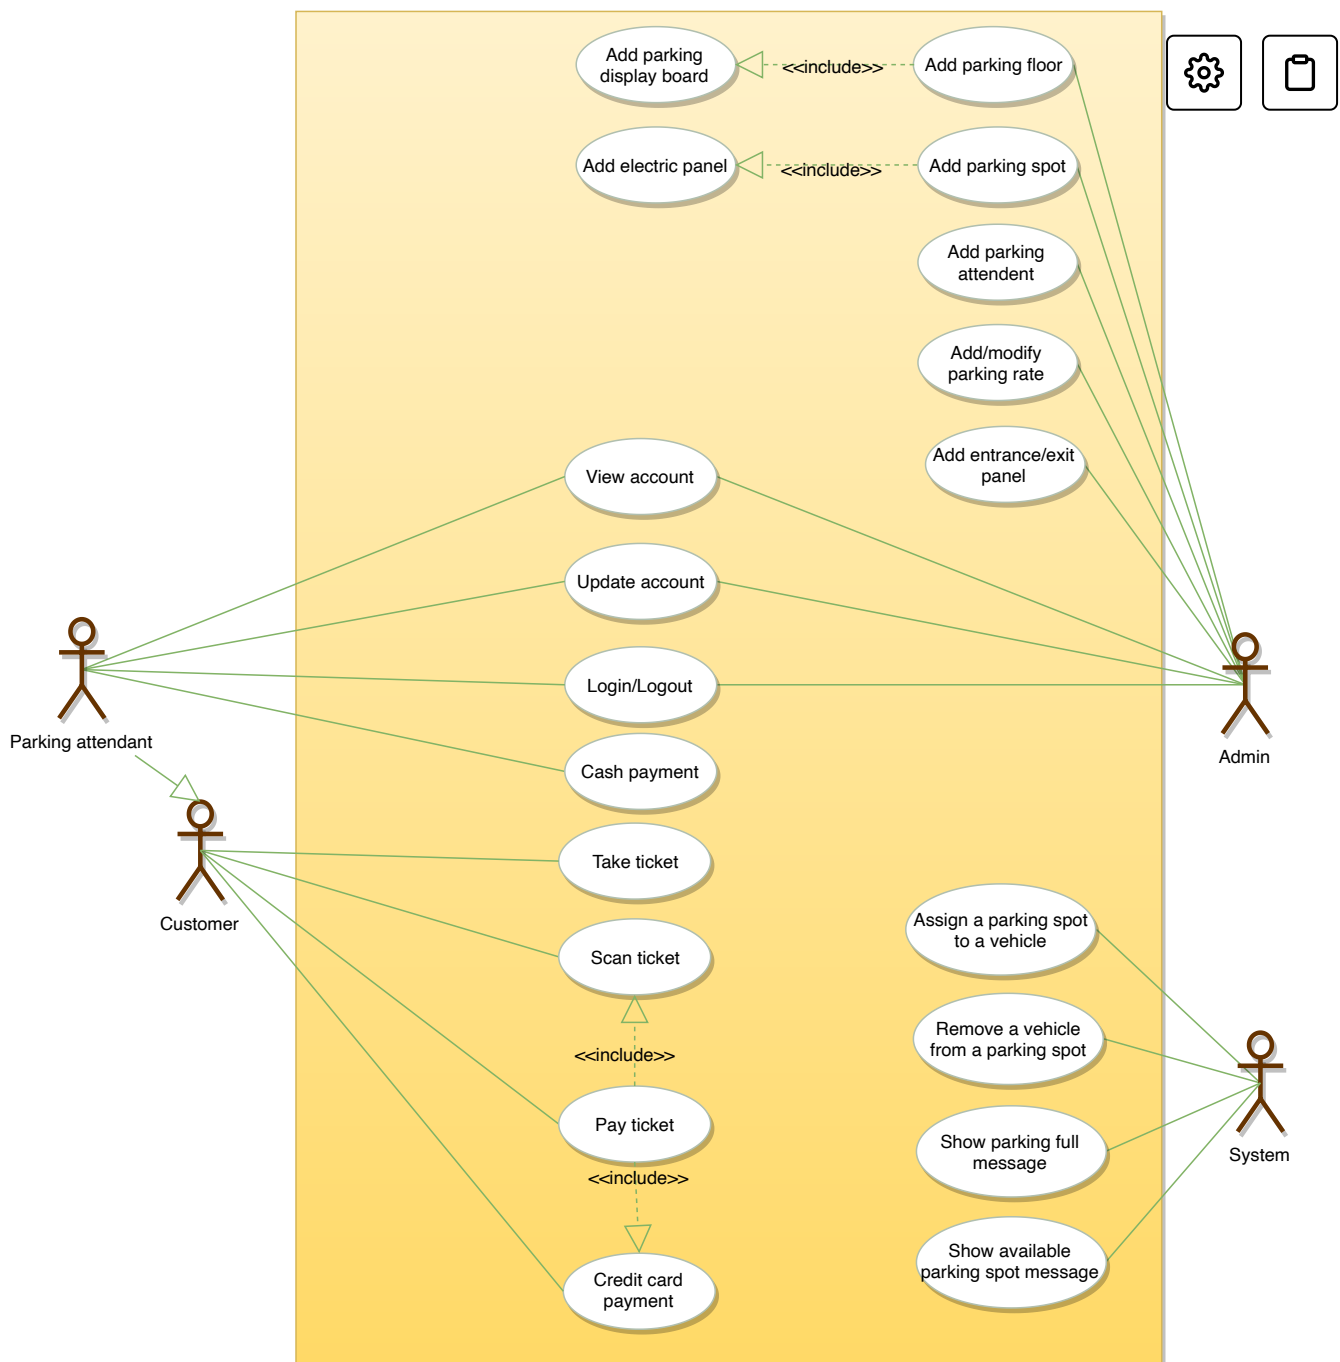 Add parking
display board
<<include>>
Add parking floor
Add electric panel
<<include>>
Add parking spot
Add parking
attendent
Add/modify
parking rate
Add entrance/exit
panel
View account
Update account
Login/Logout
Parking attendant
Admin
Cash payment
Take ticket
Customer
Assign a parking spot
to a vehicle
Scan ticket
Remove a vehicle
from a parking spot
<<include>>
Pay ticket
Show parking full
message
System
<<include>>
Show available
parking spot message
Credit card
payment